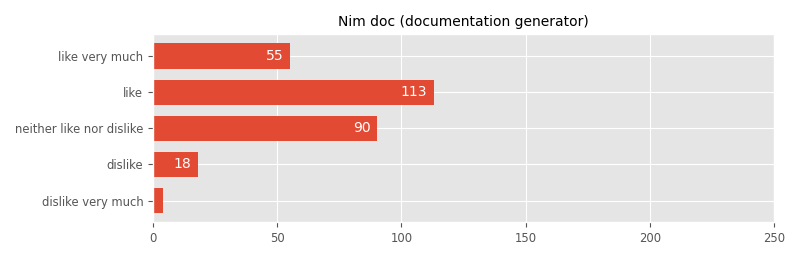 Nim doc (documentation generator)
like very much
55
like
113
neither like nor dislike
90
dislike
18
dislike very much
0 50 100 150 200 250